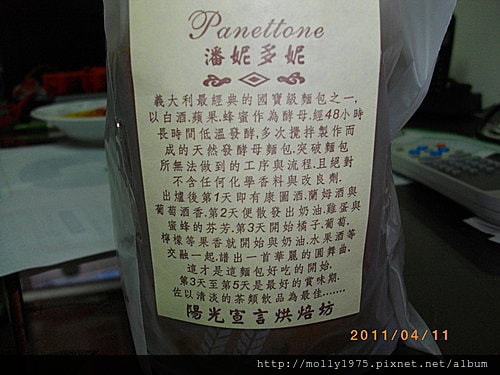 Panettone
潘妮多妮
義大利最經典的國寶級麵包之一,
以白酒.蘋果.蜂蜜作為酵母,經48小時
長時間低溫發酵,多次攪拌製作而
成的天然發酵母麵包,突破麵包
所無法做到的工序與流程.且絕對
不含任何化學香料與改良劑.
出爐後第1天即有康圖酒.蘭姆酒與
葡萄酒香.第2天便散發出奶油.雞蛋與
蜜蜂的芬芳.第3天開始橘子.葡萄.
檸檬等果香就開始與奶油.水果酒等
交融一起.譜出一首華麗的圓舞曲.
這才是這麵包好吃的開始.
第3天至第5天是最好的賞味期.
佐以清淡的茶類飲品為最佳.......
陽光宣言烘焙坊
2011/04/11
http://molly1975.pixnet.net/album